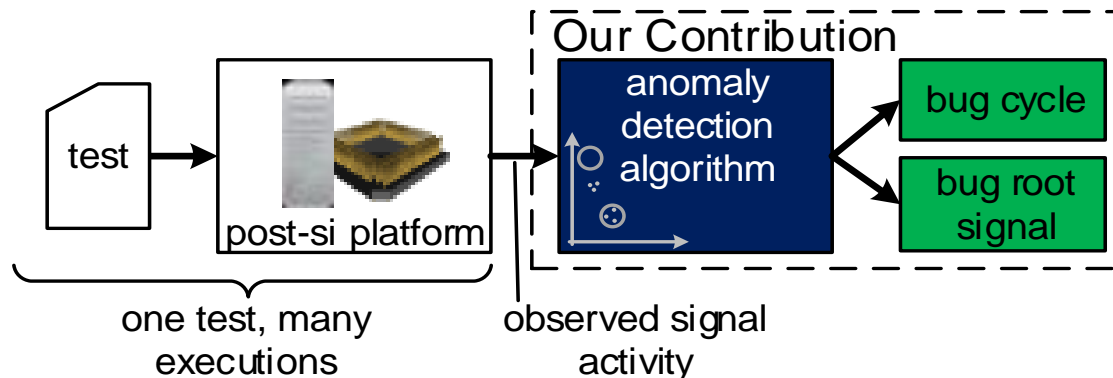 Our Contribution
test
post-si platform
anomaly
detection
algorithm
bug cycle
bug root
signal
one test, many
executions
observed signal
activity